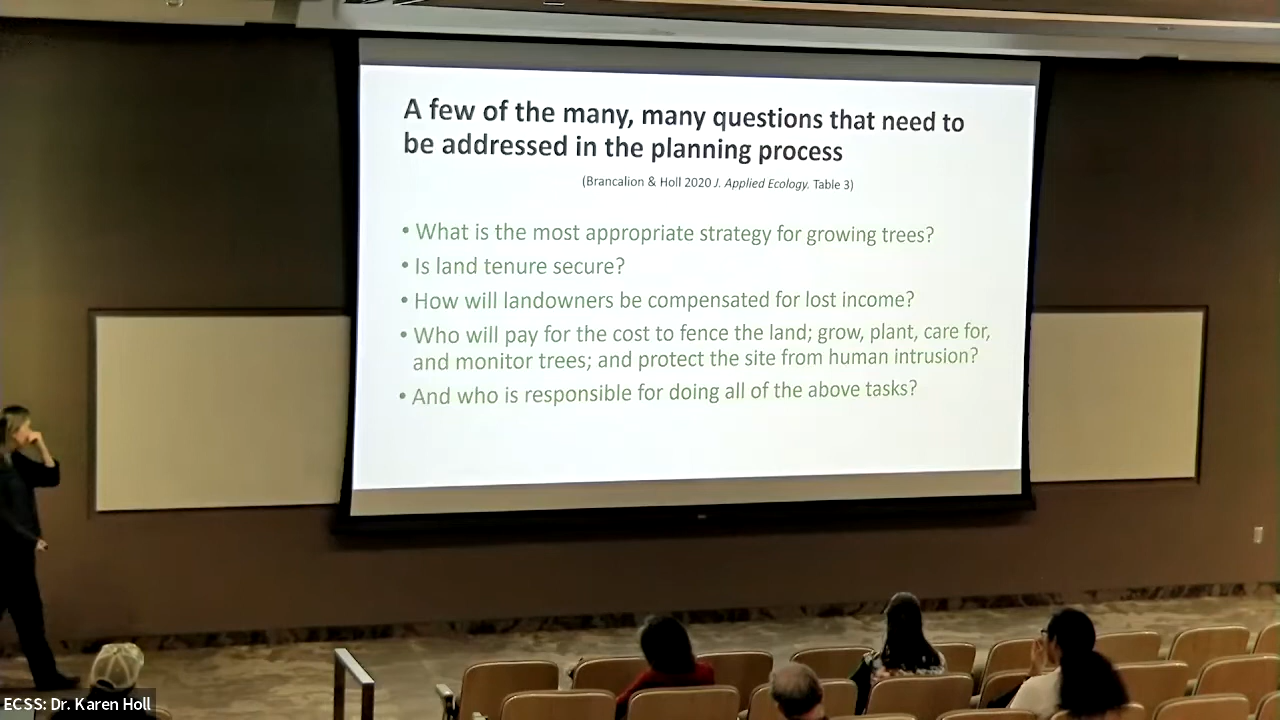 A few of the many, many questions that need to
be addressed in the planning process
(Brancalion & Holl 2020 J. Applied Ecology. Table 3)
• What is the most appropriate strategy for growing trees?
• Is land tenure secure?
• How will landowners be compensated for lost income?
• Who will pay for the cost to fence the land; grow, plant, care for,
and monitor trees; and protect the site from human intrusion?
• And who is responsible for doing all of the above tasks?
ECSS: Dr. Karen Holl